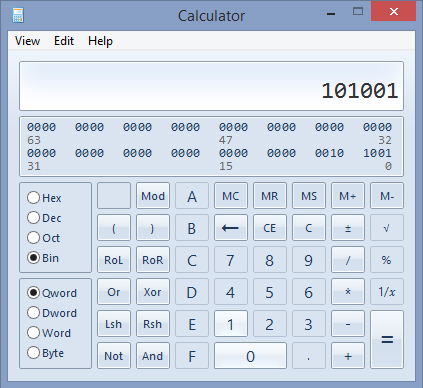 Calculator
View Edit Help
101001
0000 0000 0000 0000 0000 0000 0000 0000
63 47 32
0000 0000 0000 0000 0000 0000 0010 1001
31 15 0
Hex Mod A MC MR MS M+ M-
Dec ( ) B ← CE C ± √
Oct RoL RoR C 7 8 9 / %
Bin
Qword Or Xor D 4 5 6 * 1/x
Dword
Word Lsh Rsh E 1 2 3 - =
Byte Not And F 0 . +